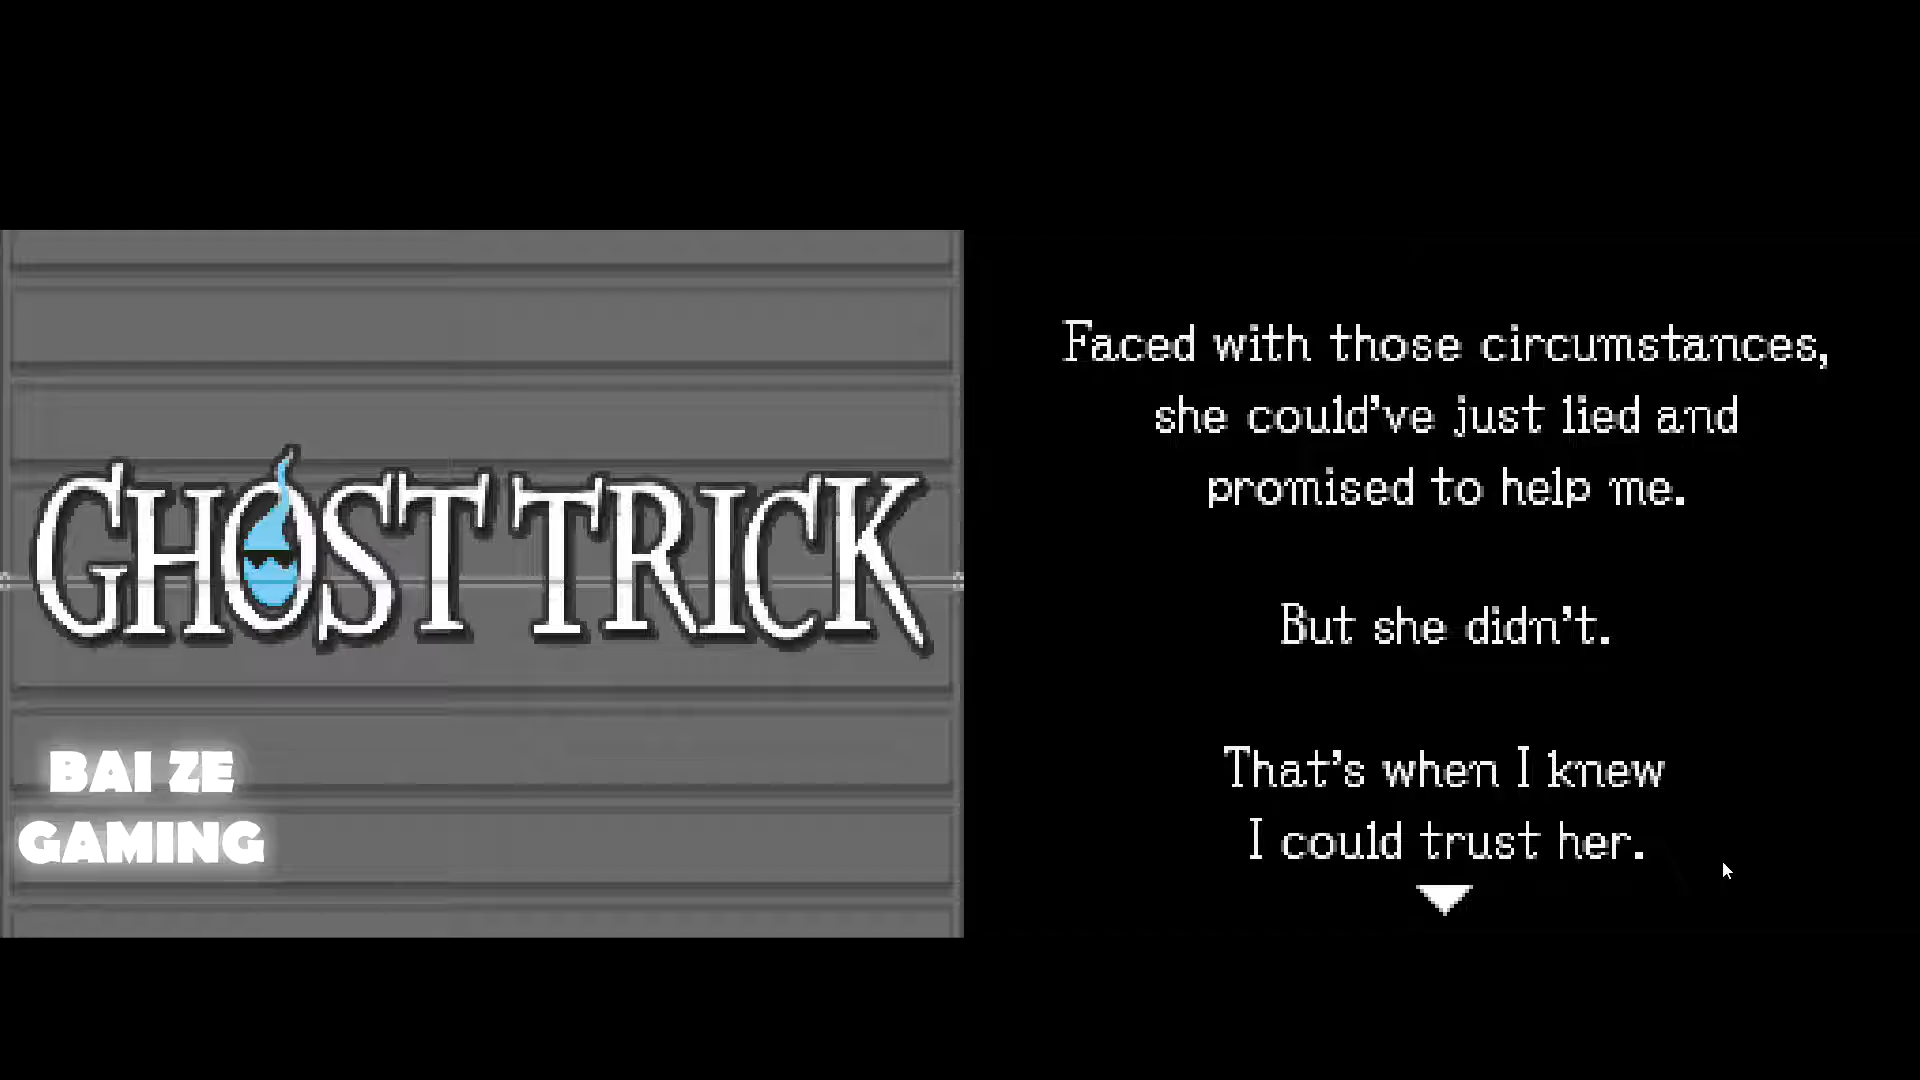 GHOST TRICK
BAI ZE
GAMING
Faced with those circumstances,
she could've just lied and
promised to help me.
But she didn't.
That's when I knew
I could trust her.